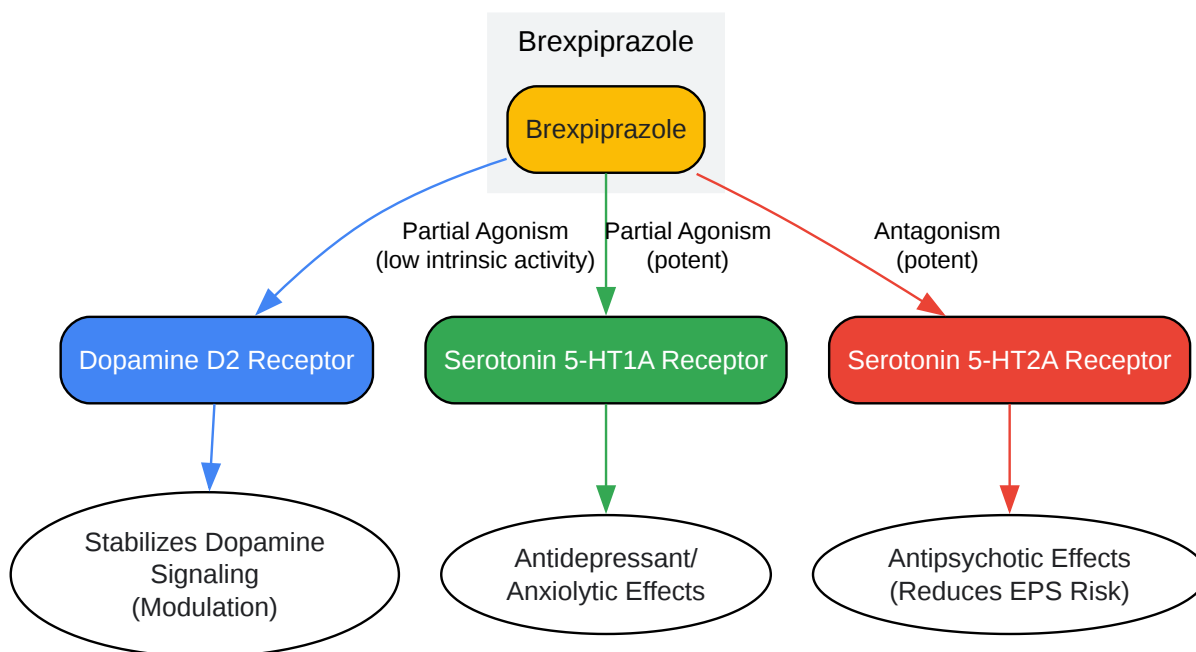 Brexpiprazole
Brexpiprazole
Partial Agonism
(low intrinsic activity)
Partial Agonism
(potent)
Antagonism
(potent)
Dopamine D2 Receptor
Serotonin 5-HT1A Receptor
Serotonin 5-HT2A Receptor
Stabilizes Dopamine
Signaling
(Modulation)
Antidepressant/
Anxiolytic Effects
Antipsychotic Effects
(Reduces EPS Risk)